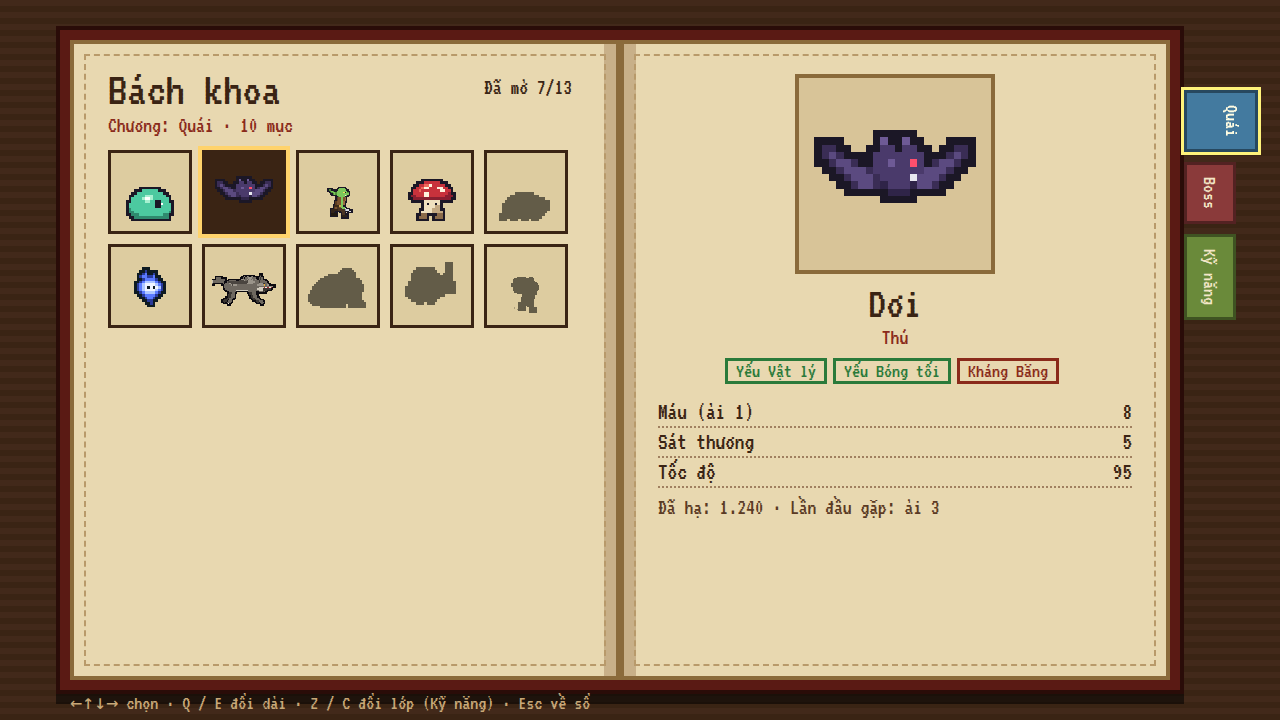 Bách khoa
Đã mở 7/13
Chương: Quái · 10 mục
Dơi
Thú
Yếu Vật lý
Yếu Bóng tối
Kháng Băng
Máu (ải 1) 8
Sát thương 5
Tốc độ 95
Đã hạ: 1.240 · Lần đầu gặp: ải 3
Quái
Boss
Kỹ năng
←↑↓→ chọn · Q / E đổi dải · Z / C đổi lớp (Kỹ năng) · Esc về sổ